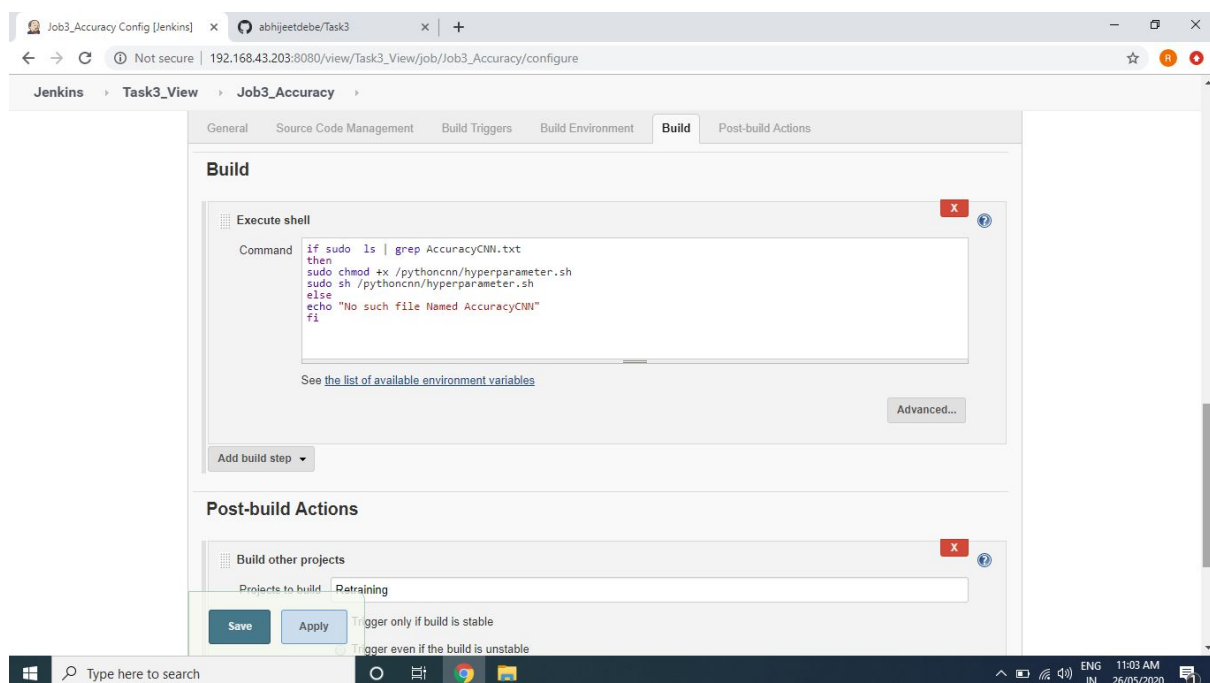 Job3_Accuracy Config [Jenkins]
abhijeetdebe/Task3
Not secure | 192.168.43.203:8080/view/Task3_View/job/Job3_Accuracy/configure
R
Jenkins Task3_View Job3_Accuracy
General Source Code Management Build Triggers Build Environment Build Post-build Actions
Build
X
Execute shell
Command
if sudo  ls | grep AccuracyCNN.txt
then
sudo chmod +x /pythoncnn/hyperparameter.sh
sudo sh /pythoncnn/hyperparameter.sh
else
echo "No such file Named AccuracyCNN"
fi
See the list of available environment variables
Advanced...
Add build step
Post-build Actions
X
Build other projects
Projects to build Retraining
Save Apply Trigger only if build is stable
Trigger even if the build is unstable
Type here to search
ENG 11:03 AM
IN 26/05/2020